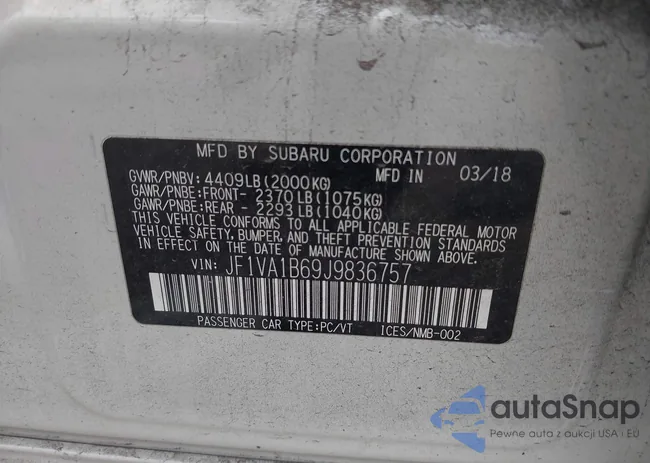 MFD BY SUBARU CORPORATION
GVWR/PNBV: 4409LB(2000KG) MFD IN 03/18
GAWR/PNBE:FRONT- 2370LB(1075KG)
GAWR/PNBE:REAR - 2293LB(1040KG)
THIS VEHICLE CONFORMS TO ALL APPLICABLE FEDERAL MOTOR
VEHICLE SAFETY, BUMPER, AND THEFT PREVENTION STANDARDS
IN EFFECT ON THE DATE OF MANUFACTURE SHOWN ABOVE.
VIN: JF1VA1B69J9836757
PASSENGER CAR TYPE:PC/VT ICES/NMB-002
autaSnap
Pewne auta z aukcji USA i EU